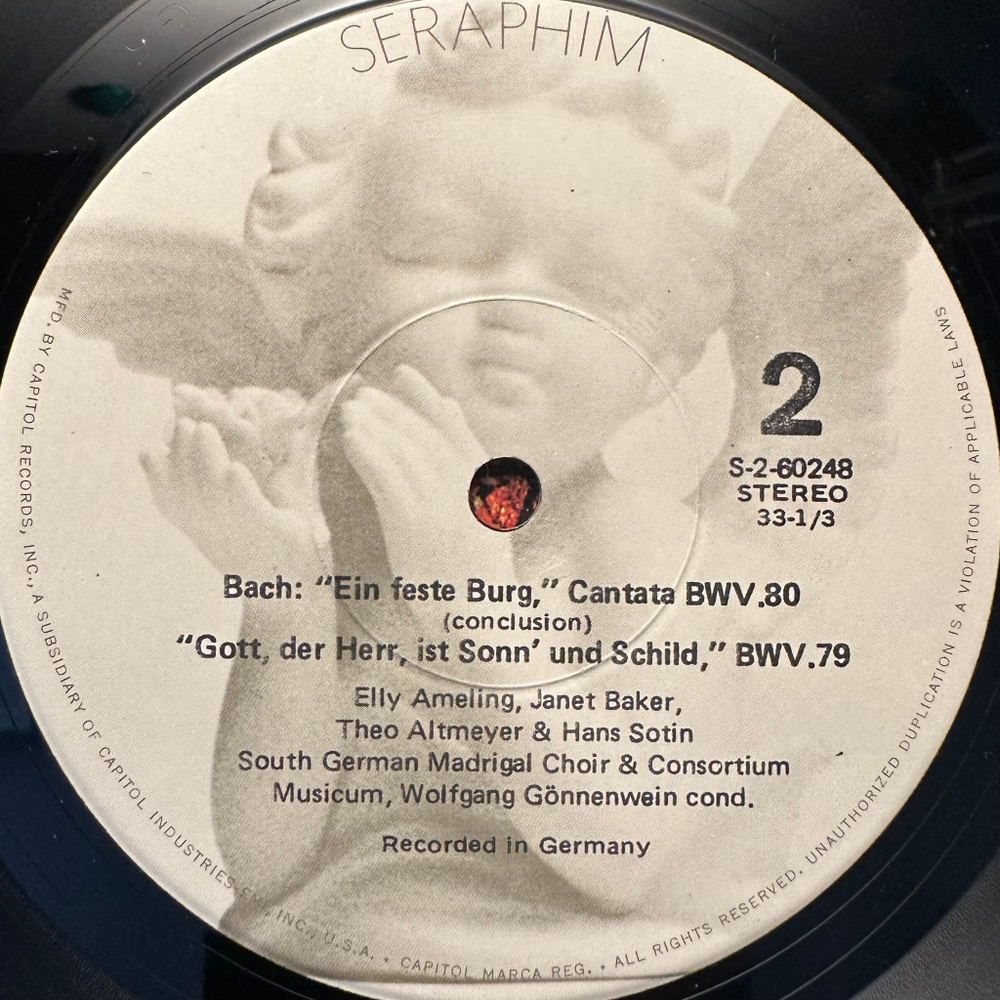 SERAPHIM
2
S-2-60248
STEREO
33-1/3
Bach: “Ein feste Burg,” Cantata BWV.80
(conclusion)
“Gott, der Herr, ist Sonn’ und Schild,” BWV.79
Elly Ameling, Janet Baker,
Theo Altmeyer & Hans Sotin
South German Madrigal Choir & Consortium
Musicum, Wolfgang Gönnenwein cond.
Recorded in Germany
MFD. BY CAPITOL RECORDS, INC., A SUBSIDIARY OF CAPITOL INDUSTRIES-EMI, INC., U.S.A. • CAPITOL MARCA REG. • ALL RIGHTS RESERVED. UNAUTHORIZED DUPLICATION IS A VIOLATION OF APPLICABLE LAWS